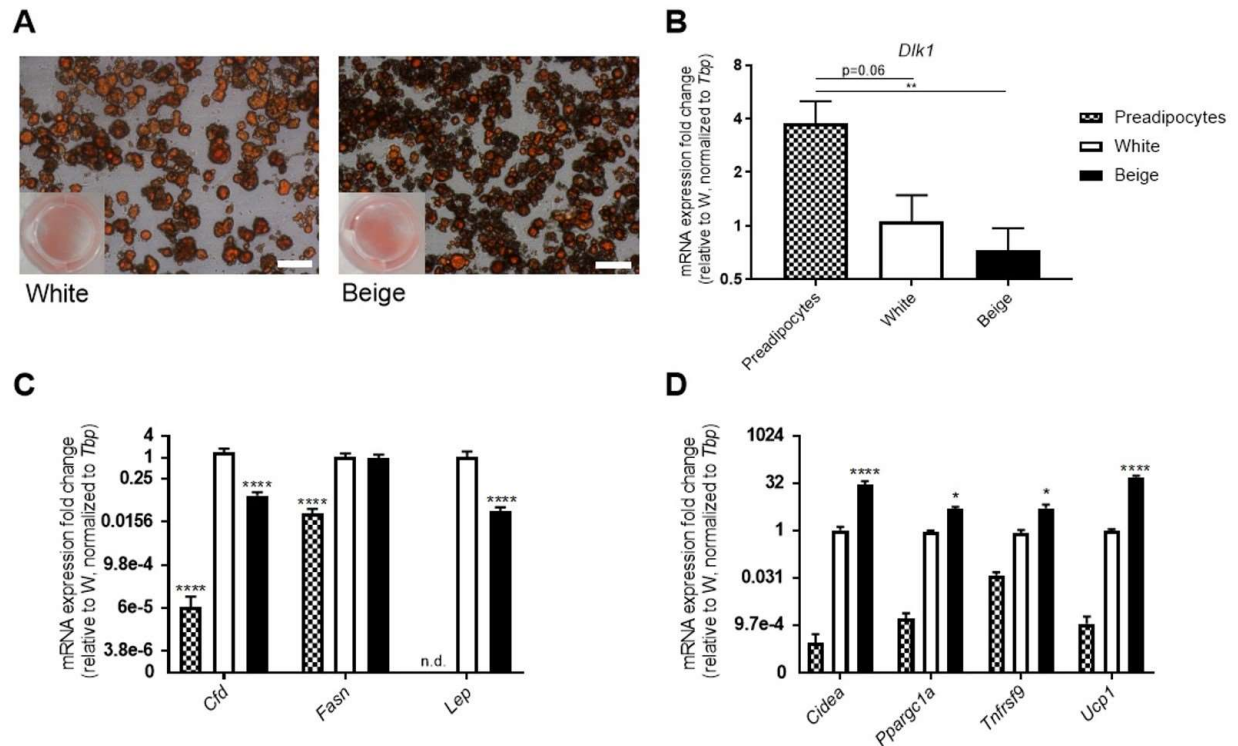 A
White
Beige
B
Dlk1
mRNA expression fold change
(relative to W, normalized to Tbp)
8
4
2
1
0.5
p=0.06
**
Preadipocytes
White
Beige
Preadipocytes
White
Beige
C
mRNA expression fold change
(relative to W, normalized to Tbp)
4
1
0.25
0.0156
9.8e-4
6e-5
3.8e-6
0
****
****
****
n.d.
****
Cfd
Fasn
Lep
D
mRNA expression fold change
(relative to W, normalized to Tbp)
1024
32
1
0.031
9.7e-4
0
****
*
*
****
Cidea
Ppargc1a
Tnfrsf9
Ucp1